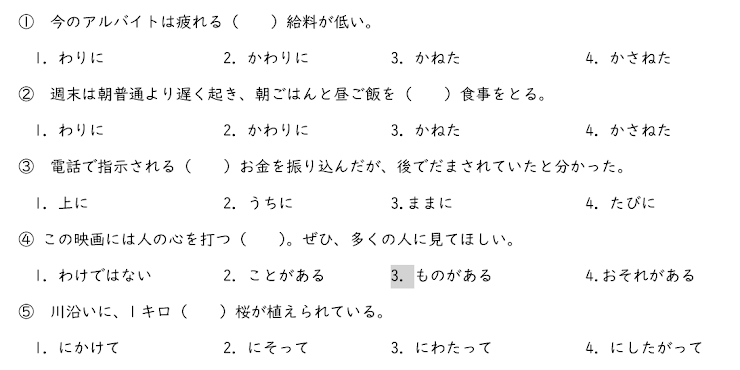 ① 今のアルバイトは疲れる（　　）給料が低い。
1. わりに　2. かわりに　3. かねた　4. かさねた
② 週末は朝普通より遅く起き、朝ごはんと昼ご飯を（　　）食事をとる。
1. わりに　2. かわりに　3. かねた　4. かさねた
③ 電話で指示される（　　）お金を振り込んだが、後でだまされていたと分かった。
1. 上に　2. うちに　3.ままに　4. たびに
④ この映画には人の心を打つ（　　）。ぜひ、多くの人に見てほしい。
1. わけではない　2. ことがある　3. ものがある　4.おそれがある
⑤ 川沿いに、1キロ（　　）桜が植えられている。
1. にかけて　2. にそって　3. にわたって　4. にしたがって